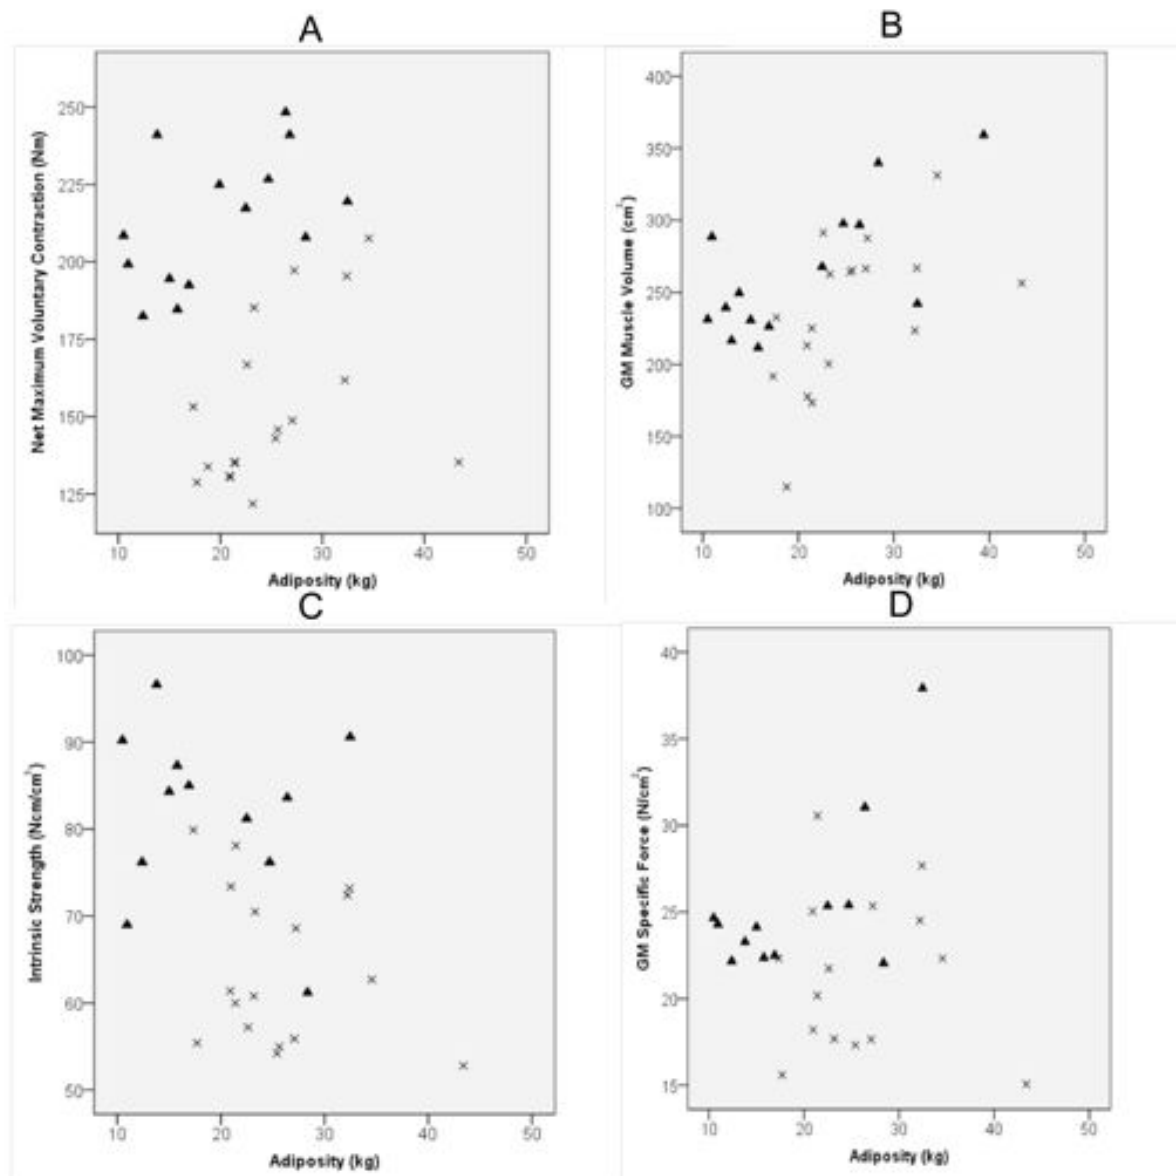 A
Net Maximum Voluntary Contraction (Nm)
250
225
200
175
150
125
10 20 30 40 50
Adiposity (kg)
B
GM Muscle Volume (cm³)
400
350
300
250
200
150
100
10 20 30 40 50
Adiposity (kg)
C
Intrinsic Strength (Ncm/cm³)
100
90
80
70
60
50
10 20 30 40 50
Adiposity (kg)
D
GM Specific Force (N/cm²)
40
35
30
25
20
15
10 20 30 40 50
Adiposity (kg)